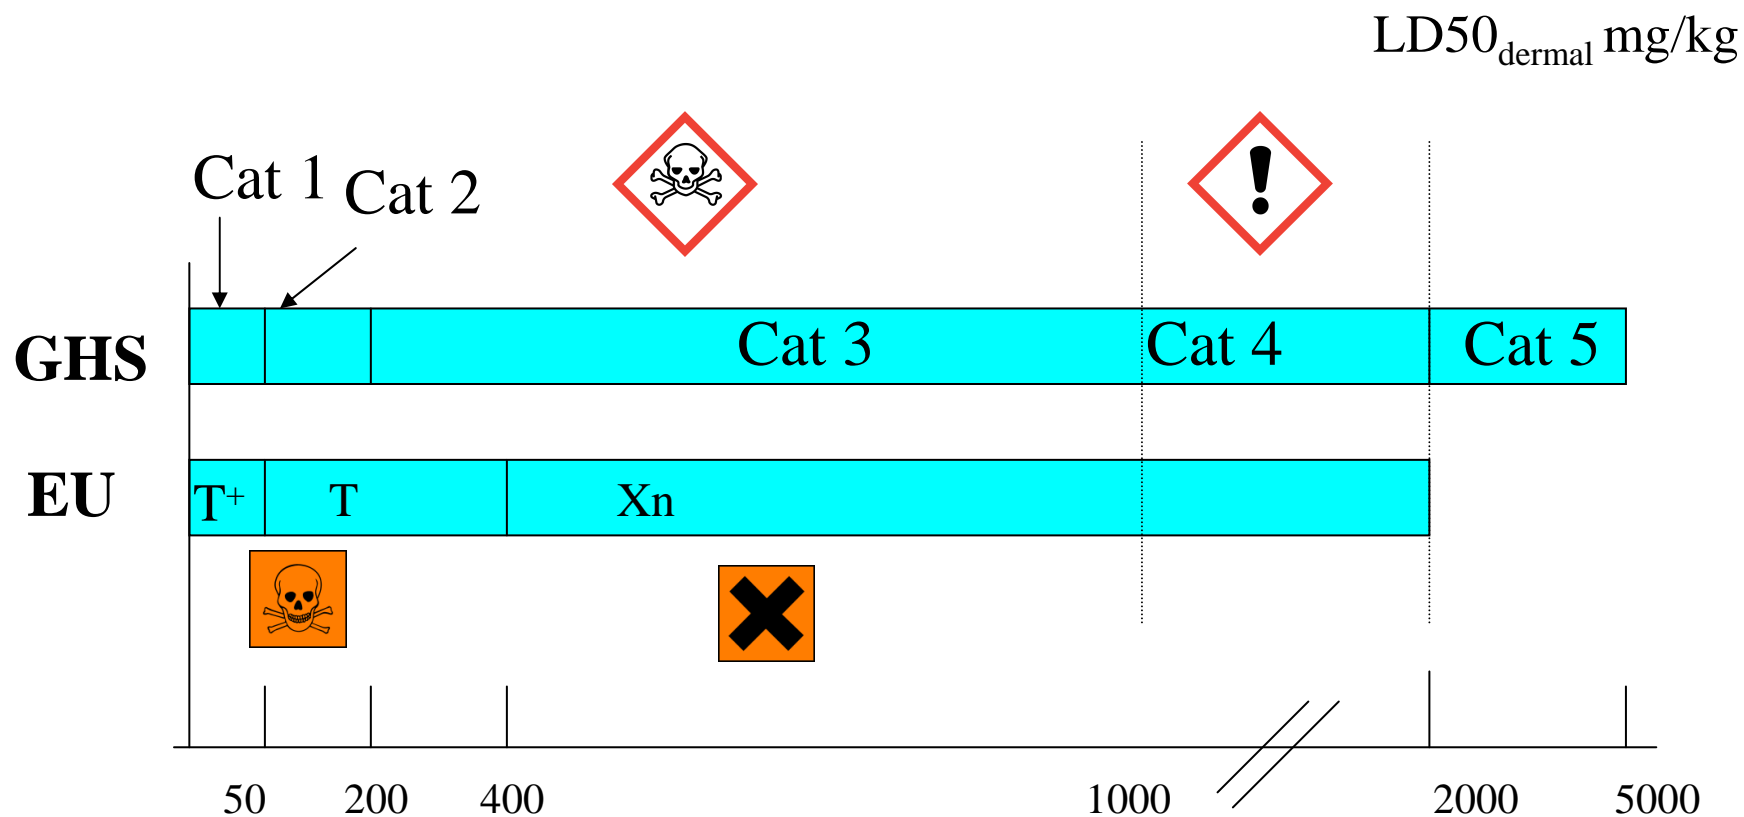 LD50dermal mg/kg
Cat 1 Cat 2
GHS Cat 3 Cat 4 Cat 5
EU T+ T Xn
50 200 400 1000 2000 5000